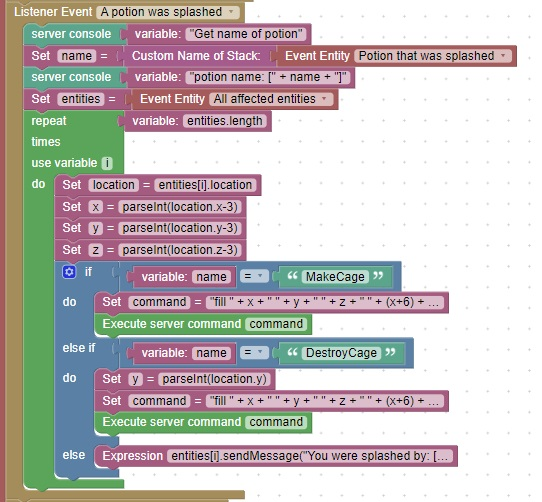 Listener Event A potion was splashed
server console variable: "Get name of potion"
Set name = Custom Name of Stack: Event Entity Potion that was splashed
server console variable: "potion name: [" + name + "]"
Set entities = Event Entity All affected entities
repeat variable: entities.length
times
use variable i
do Set location = entities[i].location
Set x = parseInt(location.x-3)
Set y = parseInt(location.y-3)
Set z = parseInt(location.z-3)
if variable: name = “ MakeCage ”
do Set command = "fill " + x + " " + y + " " + z + " " + (x+6) + ...
Execute server command command
else if variable: name = “ DestroyCage ”
do Set y = parseInt(location.y)
Set command = "fill " + x + " " + y + " " + z + " " + (x+6) + ...
Execute server command command
else Expression entities[i].sendMessage("You were splashed by: [...